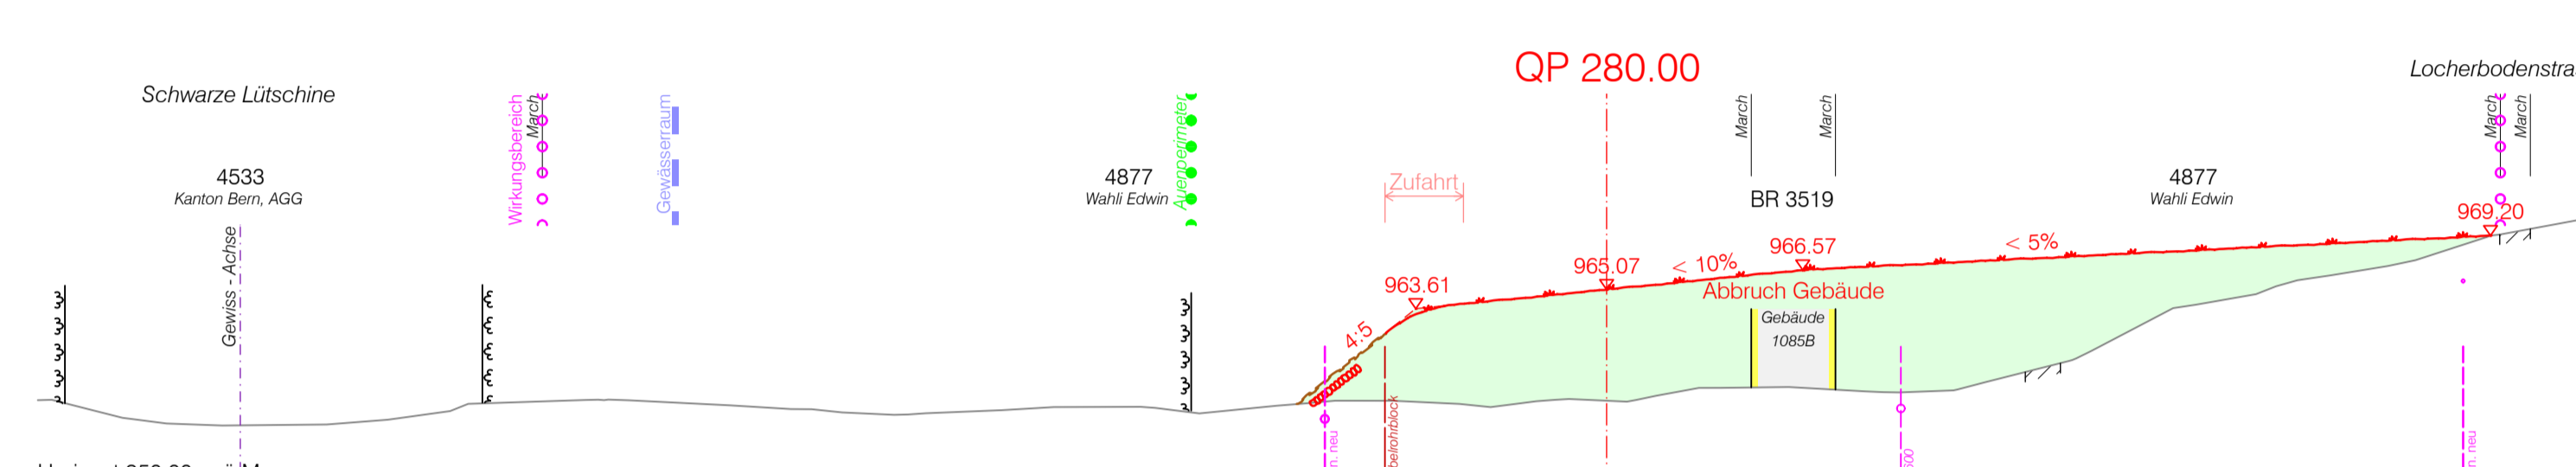 QP 280.00
Schwarze Lütschine
Locherbodenstra
Wirkungsbereich
March
Gewässerraum
Auenperimeter
March
March
March
March
4533
Kanton Bern, AGG
4877
Wahli Edwin
Zufahrt
BR 3519
4877
Wahli Edwin
969.20
Gewiss - Achse
966.57
< 5%
965.07
< 10%
963.61
Abbruch Gebäude
4:5
Gebäude
1085B
belrohrblock
n. neu
n. neu